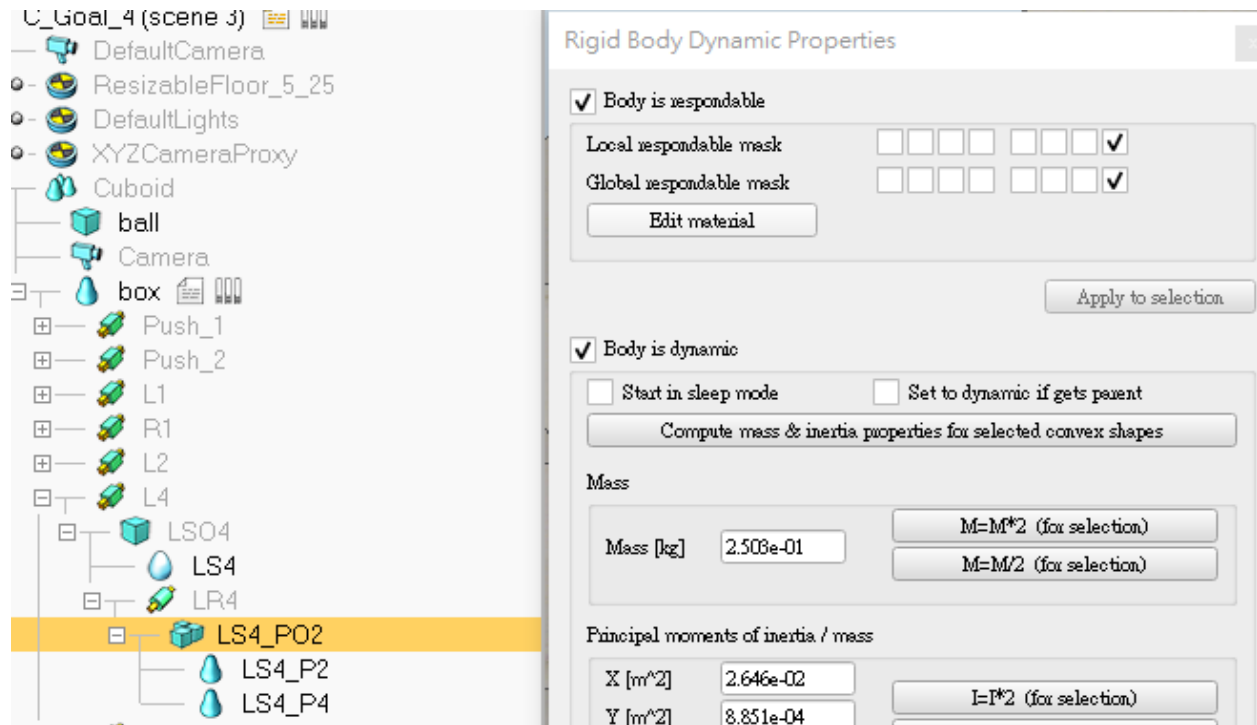 C_Goal_4 (scene 3)
DefaultCamera
ResizableFloor_5_25
DefaultLights
XYZCameraProxy
Cuboid
ball
Camera
box
Push_1
Push_2
L1
R1
L2
L4
LSO4
LS4
LR4
LS4_PO2
LS4_P2
LS4_P4
Rigid Body Dynamic Properties
Body is respondable
Local respondable mask
Global respondable mask
Edit material
Apply to selection
Body is dynamic
Start in sleep mode Set to dynamic if gets parent
Compute mass & inertia properties for selected convex shapes
Mass
Mass [kg] 2.503e-01 M=M*2 (for selection)
M=M/2 (for selection)
Principal moments of inertia / mass
X [m^2] 2.646e-02 I=I*2 (for selection)
Y [m^2] 8.851e-04